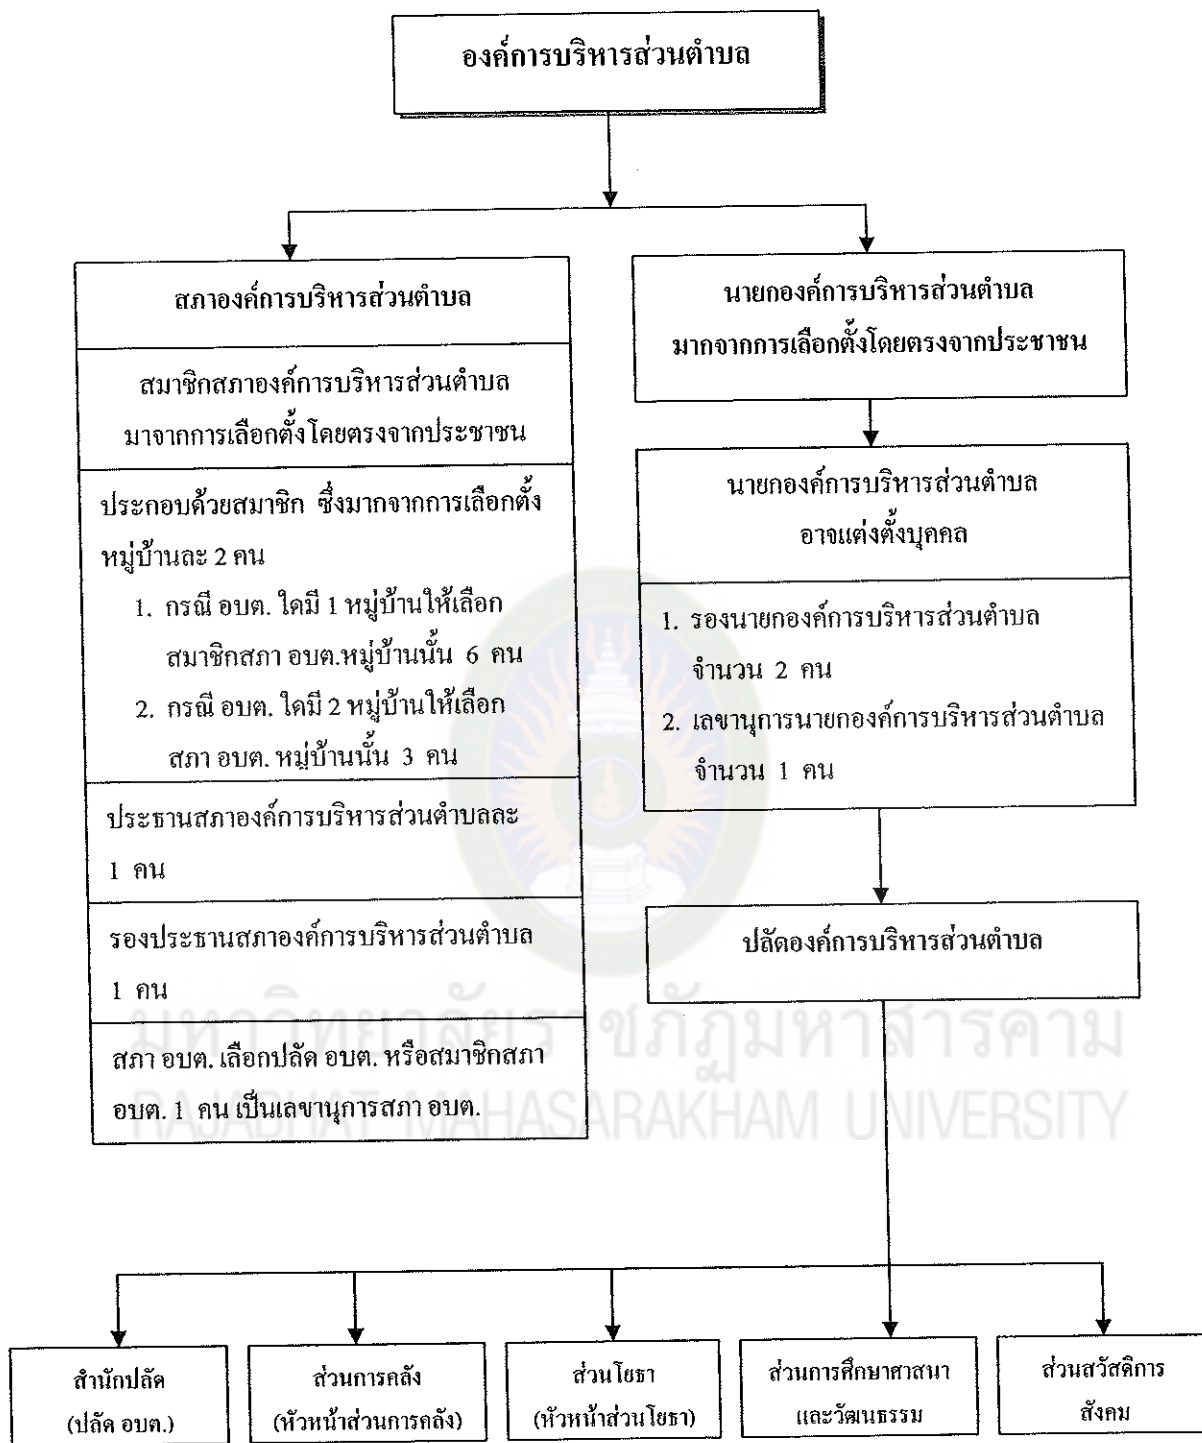 องค์การบริหารส่วนตำบล
สภาองค์การบริหารส่วนตำบล
สมาชิกสภาองค์การบริหารส่วนตำบล
มาจากการเลือกตั้งโดยตรงจากประชาชน
ประกอบด้วยสมาชิก ซึ่งมากจากการเลือกตั้ง
หมู่บ้านละ 2 คน
1. กรณี อบต. ใดมี 1 หมู่บ้านให้เลือก
สมาชิกสภา อบต.หมู่บ้านนั้น 6 คน
2. กรณี อบต. ใดมี 2 หมู่บ้านให้เลือก
สภา อบต. หมู่บ้านนั้น 3 คน
ประธานสภาองค์การบริหารส่วนตำบลละ
1 คน
รองประธานสภาองค์การบริหารส่วนตำบล
1 คน
สภา อบต. เลือกปลัด อบต. หรือสมาชิกสภา
อบต. 1 คน เป็นเลขานุการสภา อบต.
นายกองค์การบริหารส่วนตำบล
มากจากการเลือกตั้งโดยตรงจากประชาชน
นายกองค์การบริหารส่วนตำบล
อาจแต่งตั้งบุคคล
1. รองนายกองค์การบริหารส่วนตำบล
จำนวน 2 คน
2. เลขานุการนายกองค์การบริหารส่วนตำบล
จำนวน 1 คน
ปลัดองค์การบริหารส่วนตำบล
มหาวิทยาลัยราชภัฏมหาสารคาม
RAJABHAT MAHASARAKHAM UNIVERSITY
สำนักปลัด
(ปลัด อบต.)
ส่วนการคลัง
(หัวหน้าส่วนการคลัง)
ส่วนโยธา
(หัวหน้าส่วนโยธา)
ส่วนการศึกษาศาสนา
และวัฒนธรรม
ส่วนสวัสดิการ
สังคม